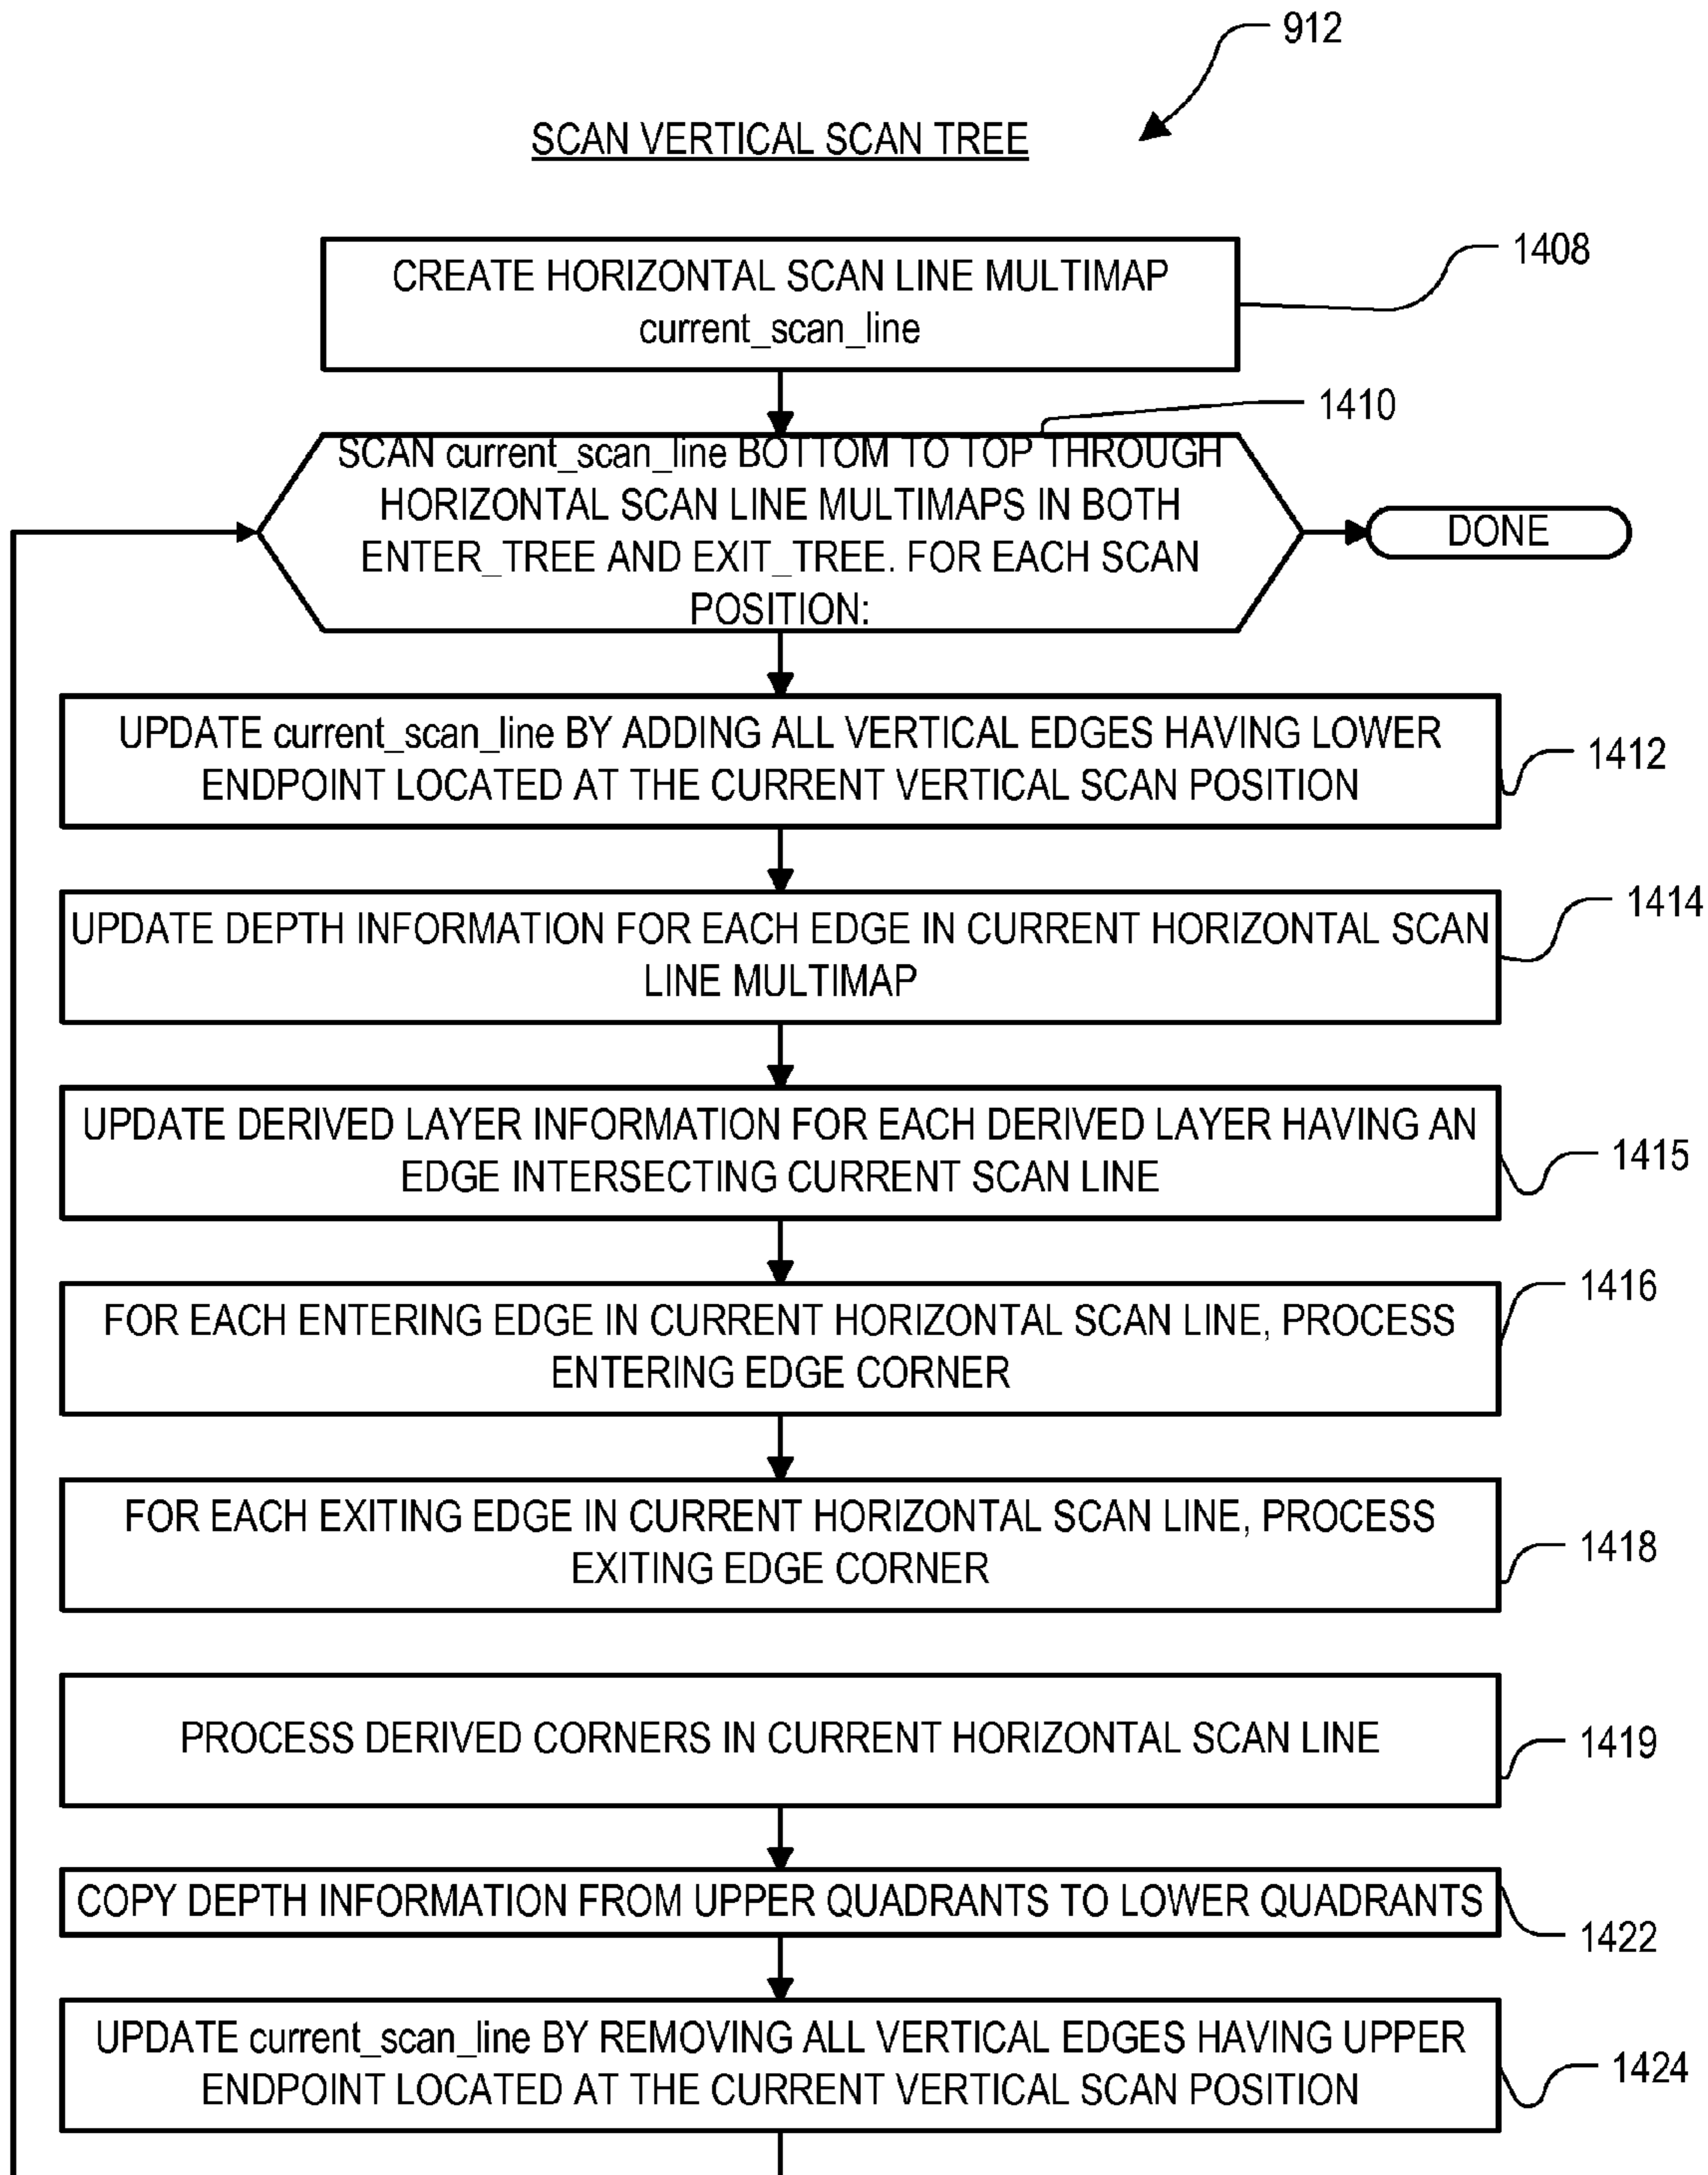 912
SCAN VERTICAL SCAN TREE
CREATE HORIZONTAL SCAN LINE MULTIMAP
current_scan_line
1408
SCAN current_scan_line BOTTOM TO TOP THROUGH
HORIZONTAL SCAN LINE MULTIMAPS IN BOTH
ENTER_TREE AND EXIT_TREE. FOR EACH SCAN
POSITION:
1410
DONE
UPDATE current_scan_line BY ADDING ALL VERTICAL EDGES HAVING LOWER
ENDPOINT LOCATED AT THE CURRENT VERTICAL SCAN POSITION
1412
UPDATE DEPTH INFORMATION FOR EACH EDGE IN CURRENT HORIZONTAL SCAN
LINE MULTIMAP
1414
UPDATE DERIVED LAYER INFORMATION FOR EACH DERIVED LAYER HAVING AN
EDGE INTERSECTING CURRENT SCAN LINE
1415
FOR EACH ENTERING EDGE IN CURRENT HORIZONTAL SCAN LINE, PROCESS
ENTERING EDGE CORNER
1416
FOR EACH EXITING EDGE IN CURRENT HORIZONTAL SCAN LINE, PROCESS
EXITING EDGE CORNER
1418
PROCESS DERIVED CORNERS IN CURRENT HORIZONTAL SCAN LINE
1419
COPY DEPTH INFORMATION FROM UPPER QUADRANTS TO LOWER QUADRANTS
1422
UPDATE current_scan_line BY REMOVING ALL VERTICAL EDGES HAVING UPPER
ENDPOINT LOCATED AT THE CURRENT VERTICAL SCAN POSITION
1424